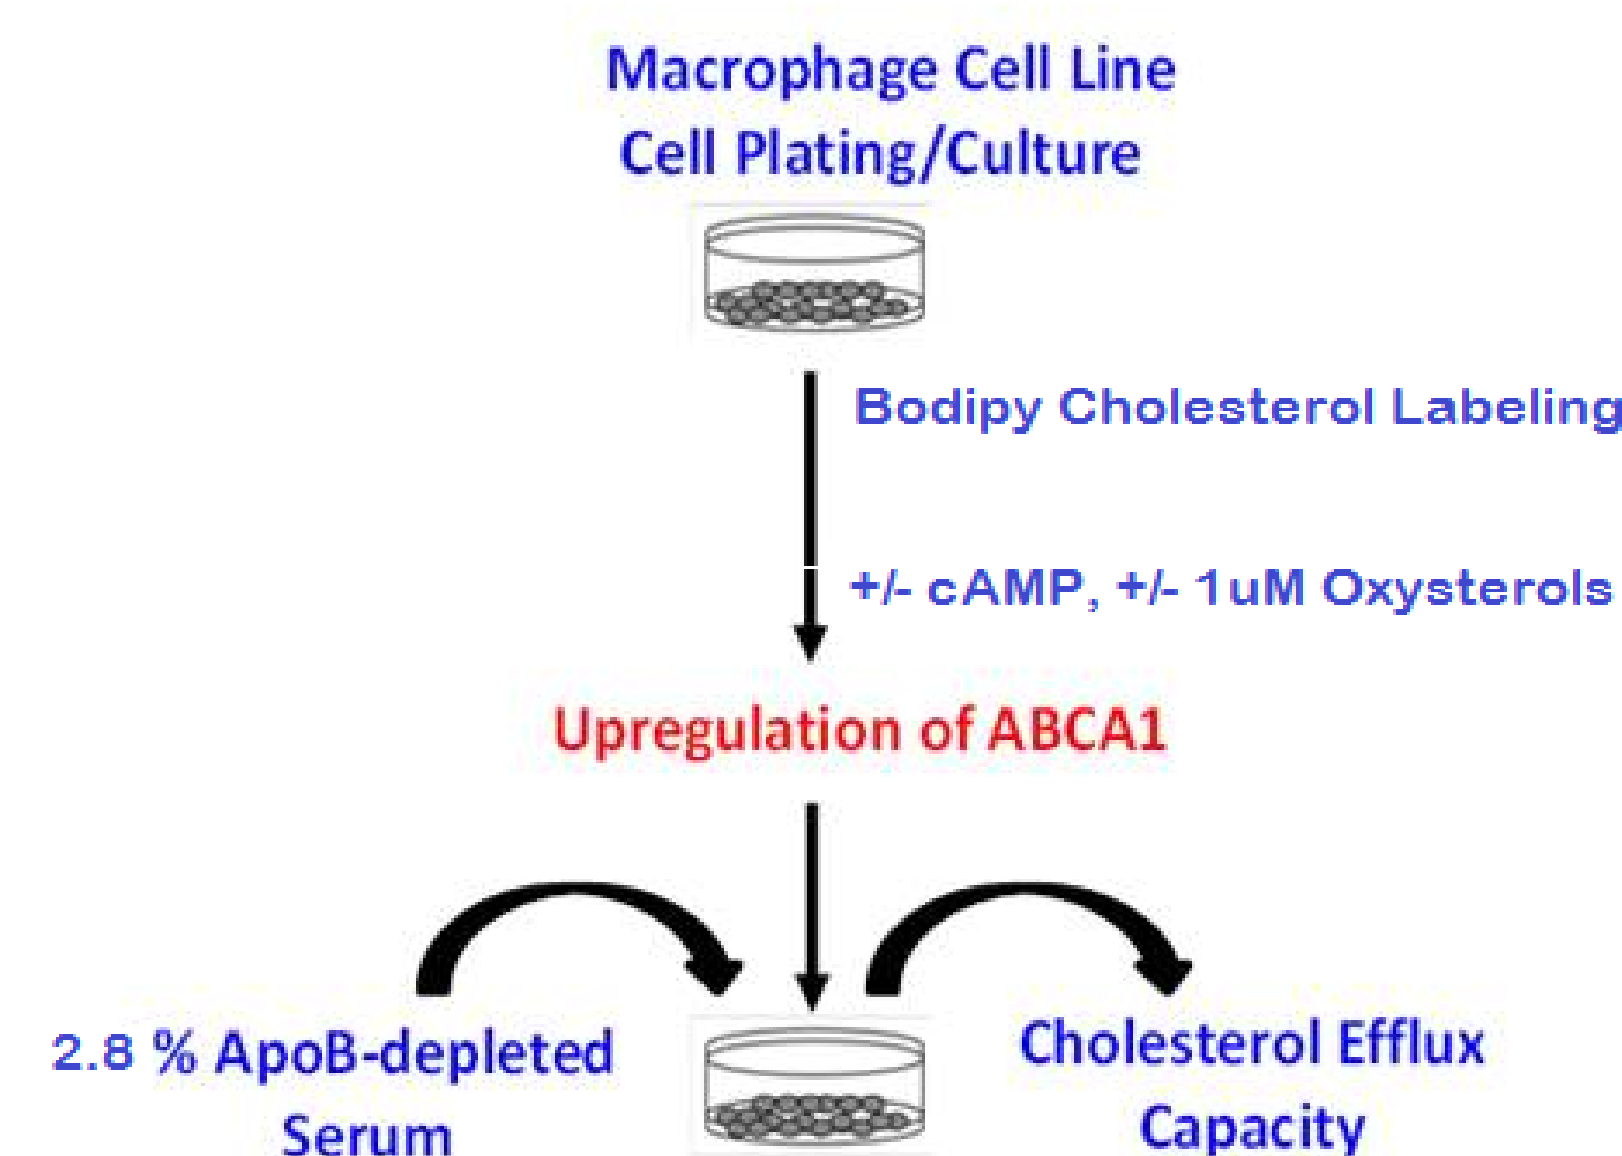 Macrophage Cell Line
Cell Plating/Culture
Bodipy Cholesterol Labeling
+/- cAMP, +/- 1uM Oxysterols
Upregulation of ABCA1
2.8 % ApoB-depleted
Serum
Cholesterol Efflux
Capacity